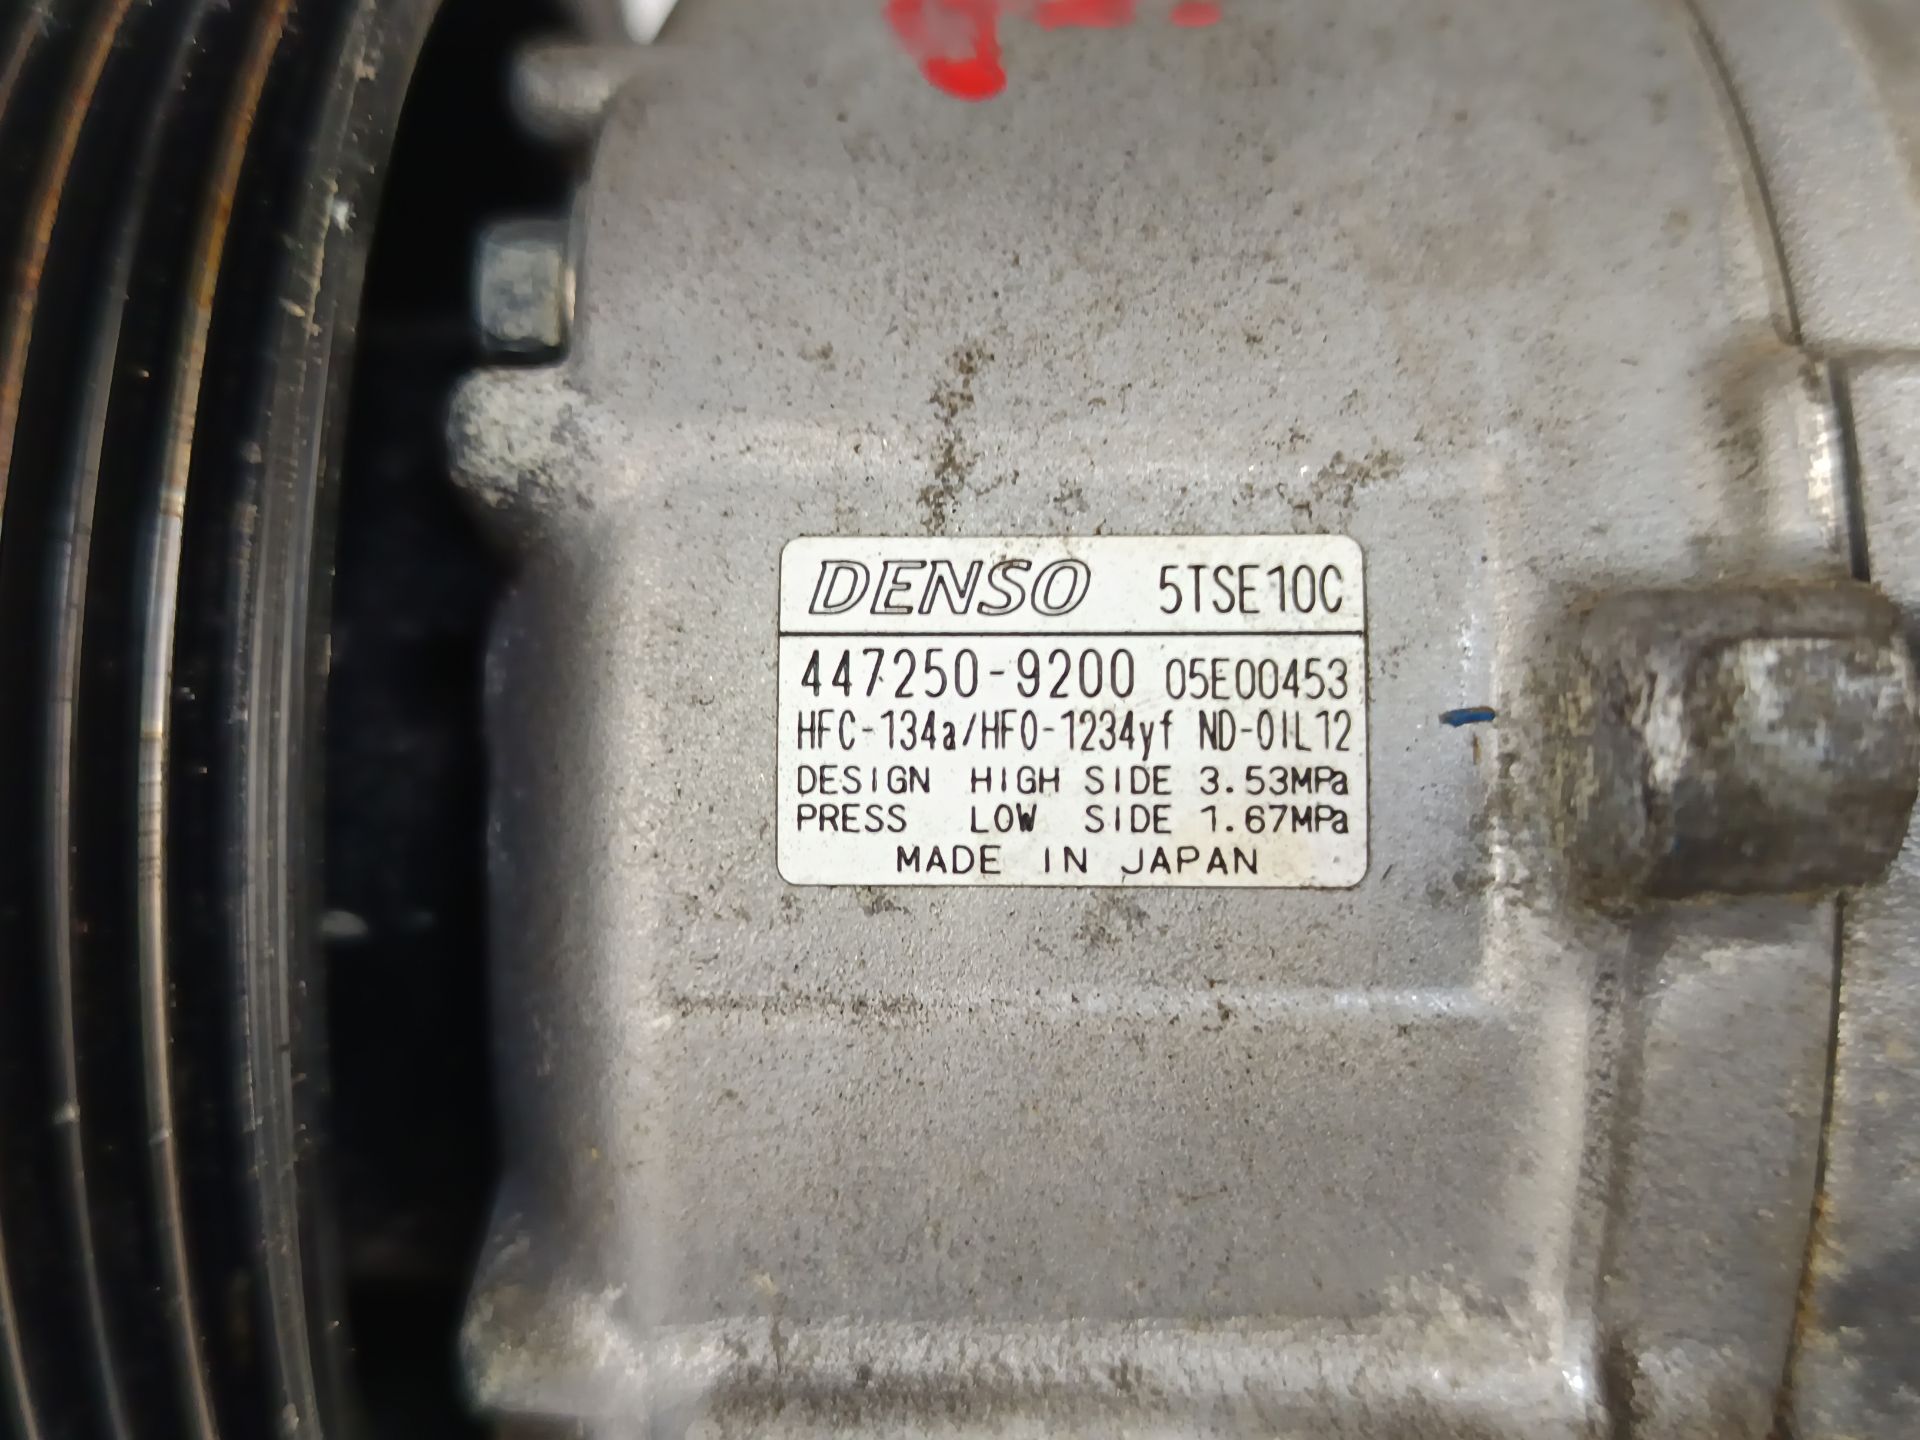 DENSO 5TSE10C
447250-9200 05E00453
HFC-134a/HFO-1234yf ND-OIL12
DESIGN HIGH SIDE 3.53MPa
PRESS LOW SIDE 1.67MPa
MADE IN JAPAN